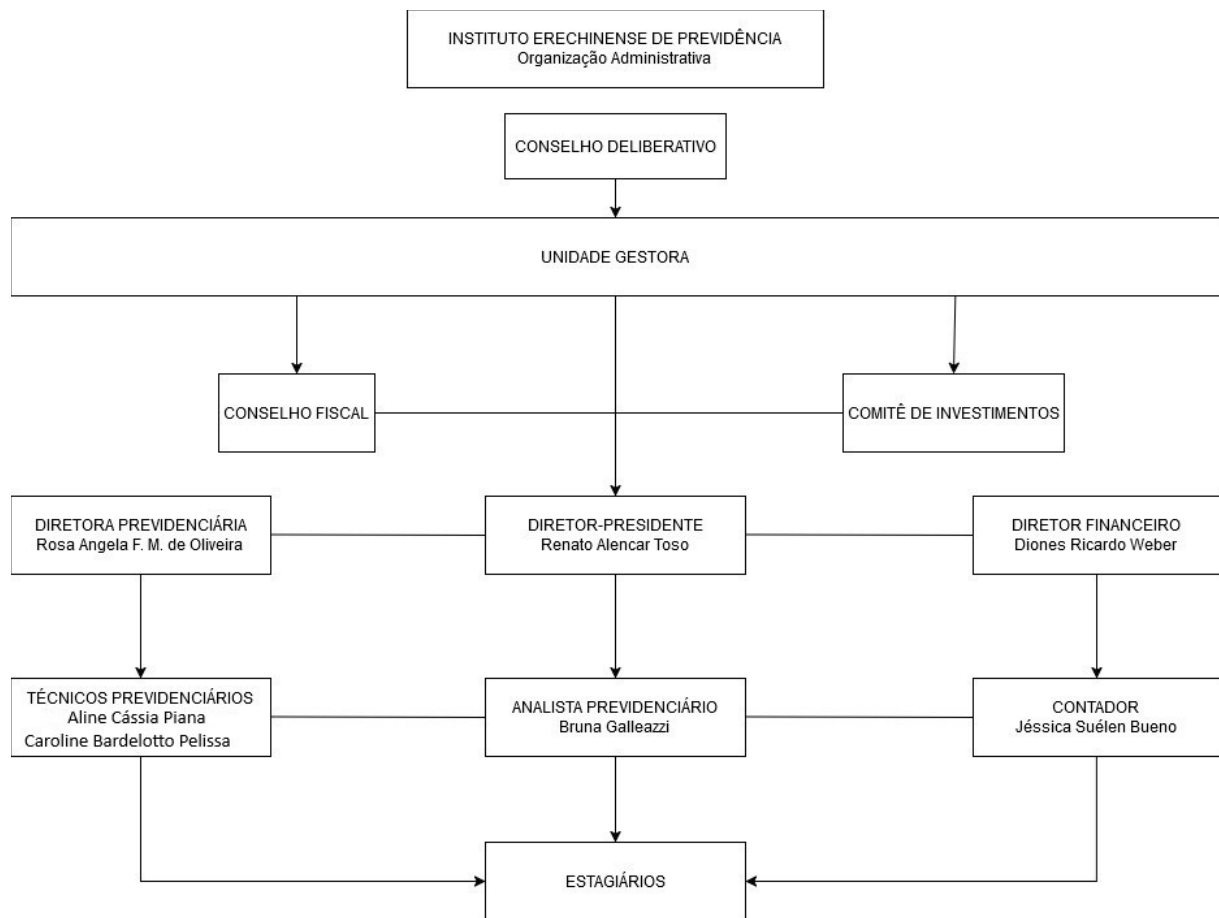 INSTITUTO ERECHINENSE DE PREVIDÊNCIA
Organização Administrativa
CONSELHO DELIBERATIVO
UNIDADE GESTORA
CONSELHO FISCAL
COMITÊ DE INVESTIMENTOS
DIRETORA PREVIDENCIÁRIA
Rosa Angela F. M. de Oliveira
DIRETOR-PRESIDENTE
Renato Alencar Toso
DIRETOR FINANCEIRO
Diones Ricardo Weber
TÉCNICOS PREVIDENCIÁRIOS
Aline Cássia Piana
Caroline Bardelotto Pelissa
ANALISTA PREVIDENCIÁRIO
Bruna Galleazzi
CONTADOR
Jéssica Suélen Bueno
ESTAGIÁRIOS